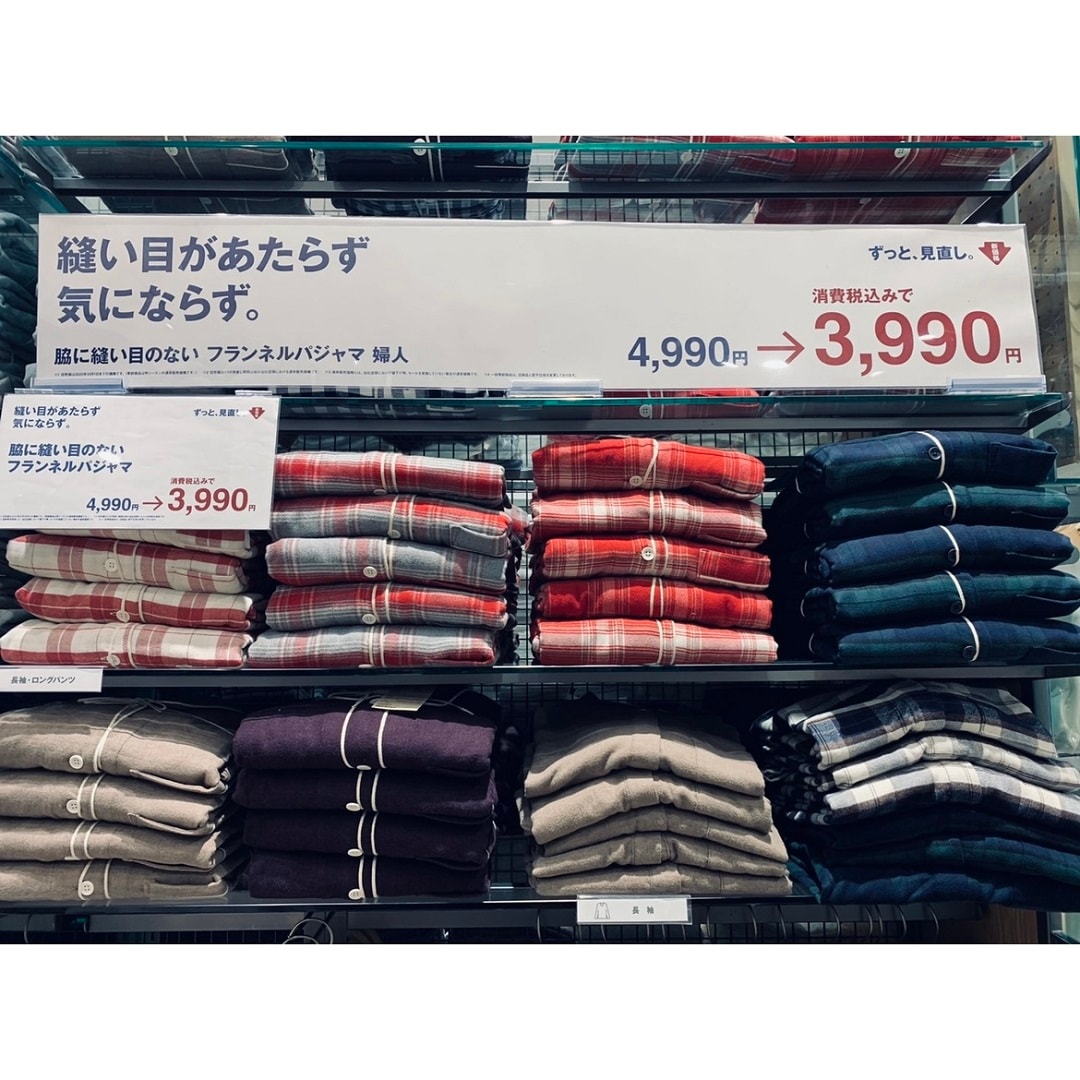 縫い目があたらず
気にならず。
脇に縫い目のない フランネルパジャマ 婦人
ずっと、見直し。
新価格
消費税込みで
4,990円→3,990円
縫い目があたらず
気にならず。
ずっと、見直し。
脇に縫い目のない
フランネルパジャマ
消費税込みで
4,990円→3,990円
長袖・ロングパンツ
長袖